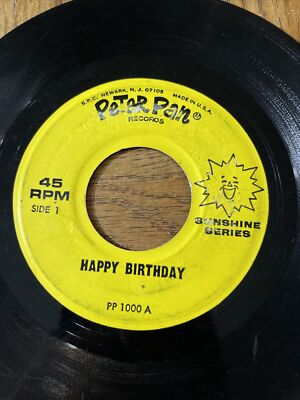 S.P.C. NEWARK, N. J. 07105 MADE IN U.S.A.
PeTer Pan®
RECORDS
45
RPM
SIDE 1
SUNSHINE
SERIES
HAPPY BIRTHDAY
PP 1000 A